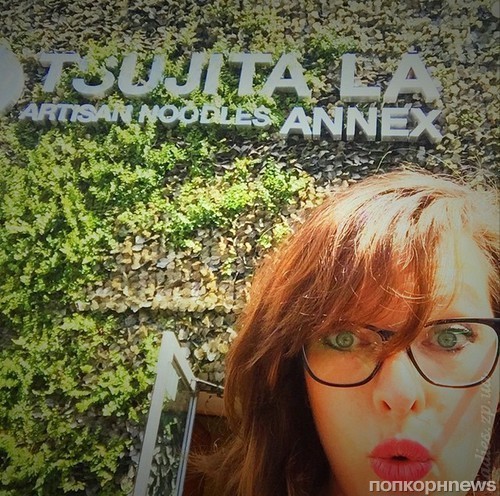 TSUJITA LA
ARTISAN NOODLES ANNEX
попкорнnews